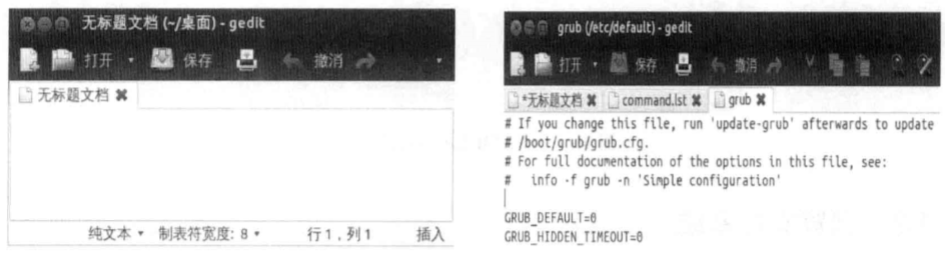 无标题文档 (~/桌面) - gedit
打开 保存 撤消
无标题文档 ✖
纯文本 制表符宽度: 8 行 1, 列 1 插入
grub (/etc/default) - gedit
打开 保存 撤消
*无标题文档 ✖ command.lst ✖ grub ✖
# If you change this file, run 'update-grub' afterwards to update
# /boot/grub/grub.cfg.
# For full documentation of the options in this file, see:
#   info -f grub -n 'Simple configuration'
GRUB_DEFAULT=0
GRUB_HIDDEN_TIMEOUT=0